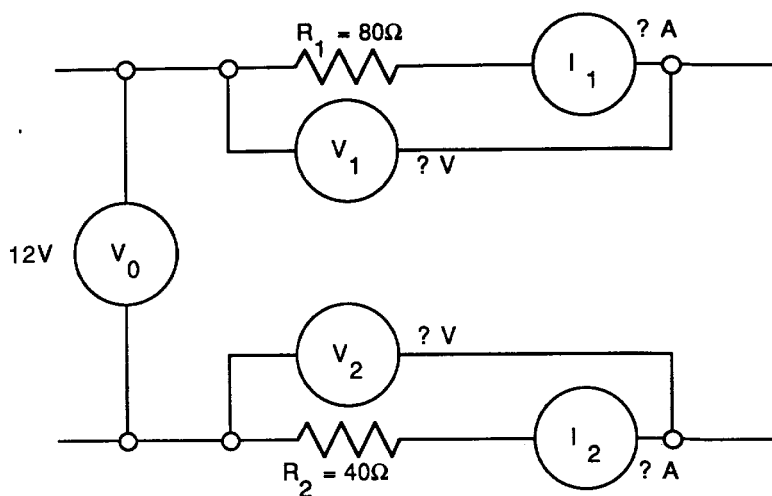 R1 = 80Ω
? A
I1
V1
? V
12V
V0
V2
? V
I2
R2 = 40Ω
? A